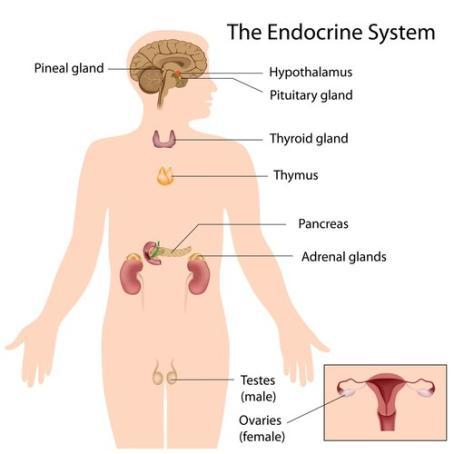 The Endocrine System
Pineal gland
Hypothalamus
Pituitary gland
Thyroid gland
Thymus
Pancreas
Adrenal glands
Testes
(male)
Ovaries
(female)